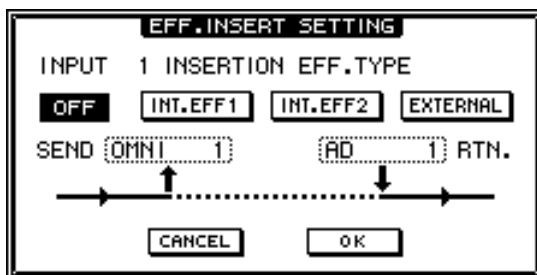 EFF.INSERT SETTING
INPUT 1 INSERTION EFF.TYPE
OFF INT.EFF1 INT.EFF2 EXTERNAL
SEND OMNI 1 AD 1 RTN.
CANCEL OK